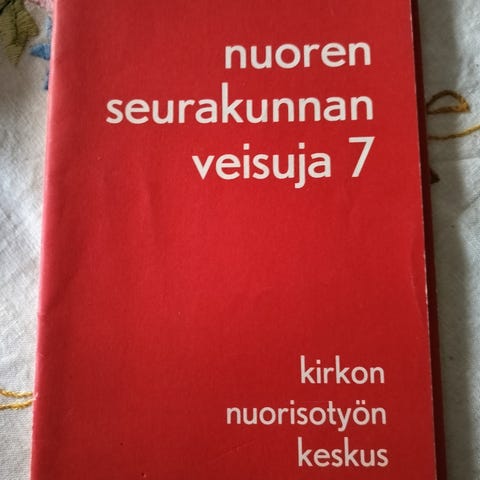 nuoren
seurakunnan
veisuja 7
kirkon
nuorisotyön
keskus